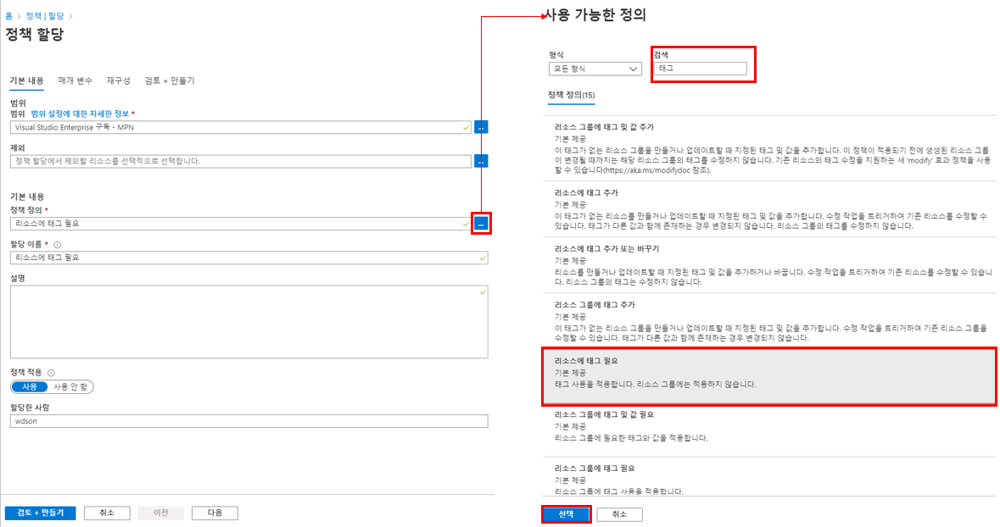 홈 > 정책 | 할당 >
정책 할당
기본 내용 매개 변수 재구성 검토 + 만들기
범위
범위 범위 설정에 대한 자세한 정보 *
Visual Studio Enterprise 구독 - MPN
...
제외
정책 할당에서 제외할 리소스를 선택적으로 선택합니다.
...
기본 내용
정책 정의 *
리소스에 태그 필요
...
할당 이름 *
리소스에 태그 필요
설명
정책 적용
사용 사용 안 함
할당한 사람
wdson
검토 + 만들기 취소 이전 다음
사용 가능한 정의
형식
모든 형식
검색
태그
정책 정의(15)
리소스 그룹에 태그 및 값 추가
기본 제공
이 태그가 없는 리소스 그룹을 만들거나 업데이트할 때 지정된 태그 및 값을 추가합니다. 이 정책이 적용되기 전에 생성된 리소스 그룹
이 변경될 때까지는 해당 리소스 그룹의 태그를 수정하지 않습니다. 기존 리소스의 태그 수정을 지원하는 새 'modify' 효과 정책을 사용
할 수 있습니다(https://aka.ms/modifydoc 참조).
리소스에 태그 추가
기본 제공
이 태그가 없는 리소스를 만들거나 업데이트할 때 지정된 태그 및 값을 추가합니다. 수정 작업을 트리거하여 기존 리소스를 수정할 수
있습니다. 태그가 다른 값과 함께 존재하는 경우 변경되지 않습니다. 리소스 그룹의 태그를 수정하지 않습니다.
리소스에 태그 추가 또는 바꾸기
기본 제공
리소스를 만들거나 업데이트할 때 지정된 태그 및 값을 추가하거나 바꿉니다. 수정 작업을 트리거하여 기존 리소스를 수정할 수 있습니
다. 리소스 그룹의 태그는 수정하지 않습니다.
리소스 그룹에 태그 추가
기본 제공
이 태그가 없는 리소스 그룹을 만들거나 업데이트할 때 지정된 태그 및 값을 추가합니다. 수정 작업을 트리거하여 기존 리소스 그룹을
수정할 수 있습니다. 태그가 다른 값과 함께 존재하는 경우 변경되지 않습니다.
리소스에 태그 필요
기본 제공
태그 사용을 적용합니다. 리소스 그룹에는 적용하지 않습니다.
리소스 그룹에 태그 및 값 필요
기본 제공
리소스 그룹에 필요한 태그와 값을 적용합니다.
리소스 그룹에 태그 필요
기본 제공
리소스 그룹에 태그 사용을 적용합니다.
선택 취소